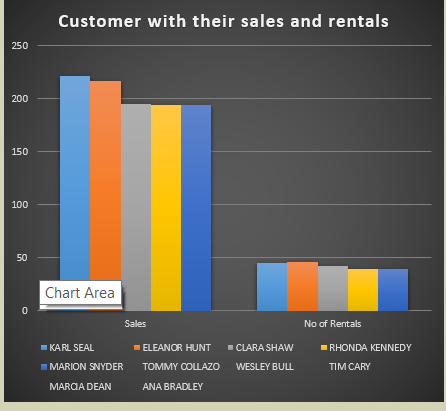 Customer with their sales and rentals
250
200
150
100
50
0
Chart Area
Sales No of Rentals
KARL SEAL ELEANOR HUNT CLARA SHAW RHONDA KENNEDY
MARION SNYDER TOMMY COLLAZO WESLEY BULL TIM CARY
MARCIA DEAN ANA BRADLEY